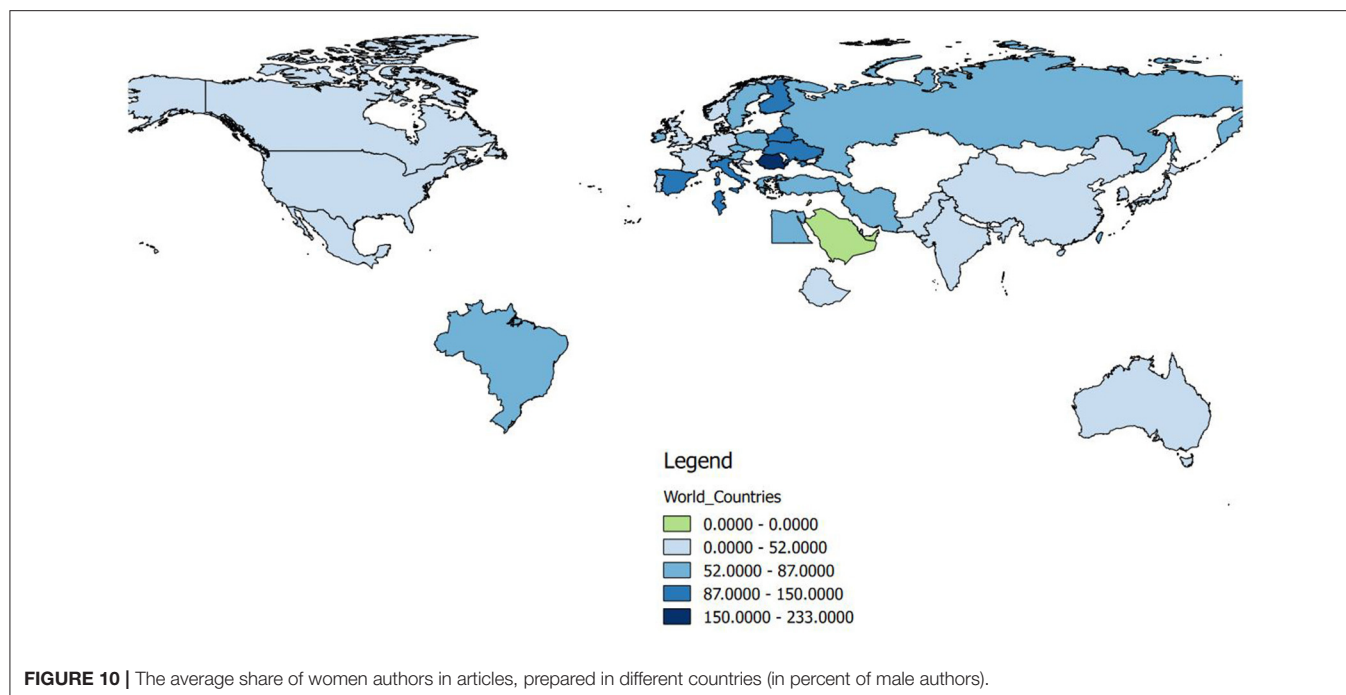 Legend
World_Countries
0.0000 - 0.0000
0.0000 - 52.0000
52.0000 - 87.0000
87.0000 - 150.0000
150.0000 - 233.0000
FIGURE 10 | The average share of women authors in articles, prepared in different countries (in percent of male authors).